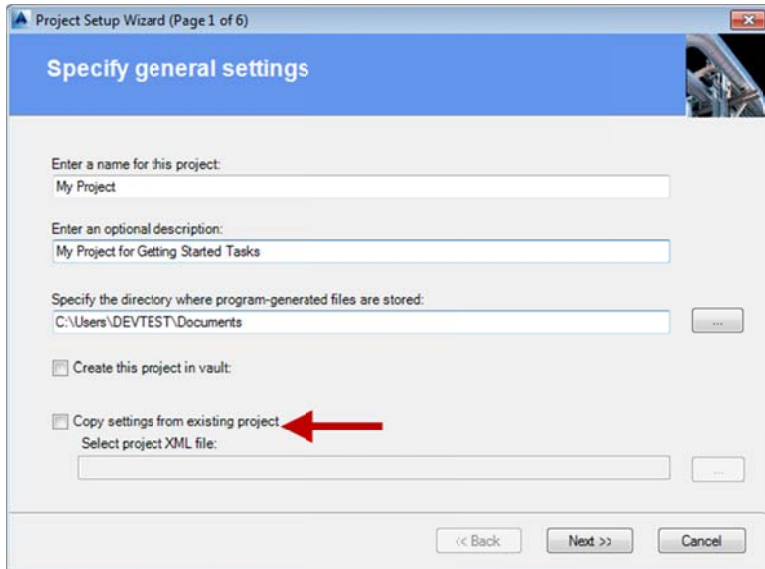 Project Setup Wizard (Page 1 of 6)
Specify general settings
Enter a name for this project:
My Project
Enter an optional description:
My Project for Getting Started Tasks
Specify the directory where program-generated files are stored:
C:\Users\DEVTEST\Documents
...
Create this project in vault:
Copy settings from existing project
Select project XML file:
...
<< Back Next >> Cancel